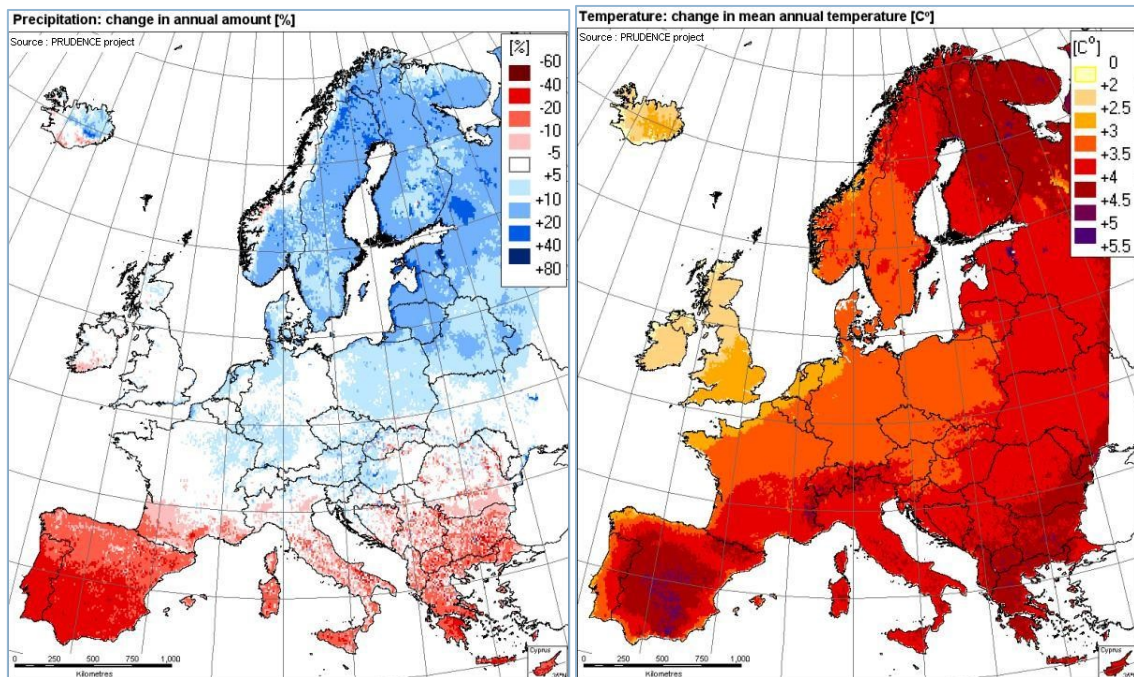 Precipitation: change in annual amount [%]
Source : PRUDENCE project
[%]
-60
-40
-20
-10
-5
+5
+10
+20
+40
+80
0 250 500 750 1,000
Kilometres
Cyprus
Temperature: change in mean annual temperature [Cº]
Source : PRUDENCE project
[C°]
0
+2
+2.5
+3
+3.5
+4
+4.5
+5
+5.5
0 250 500 750 1,000
Kilometres
Cyprus